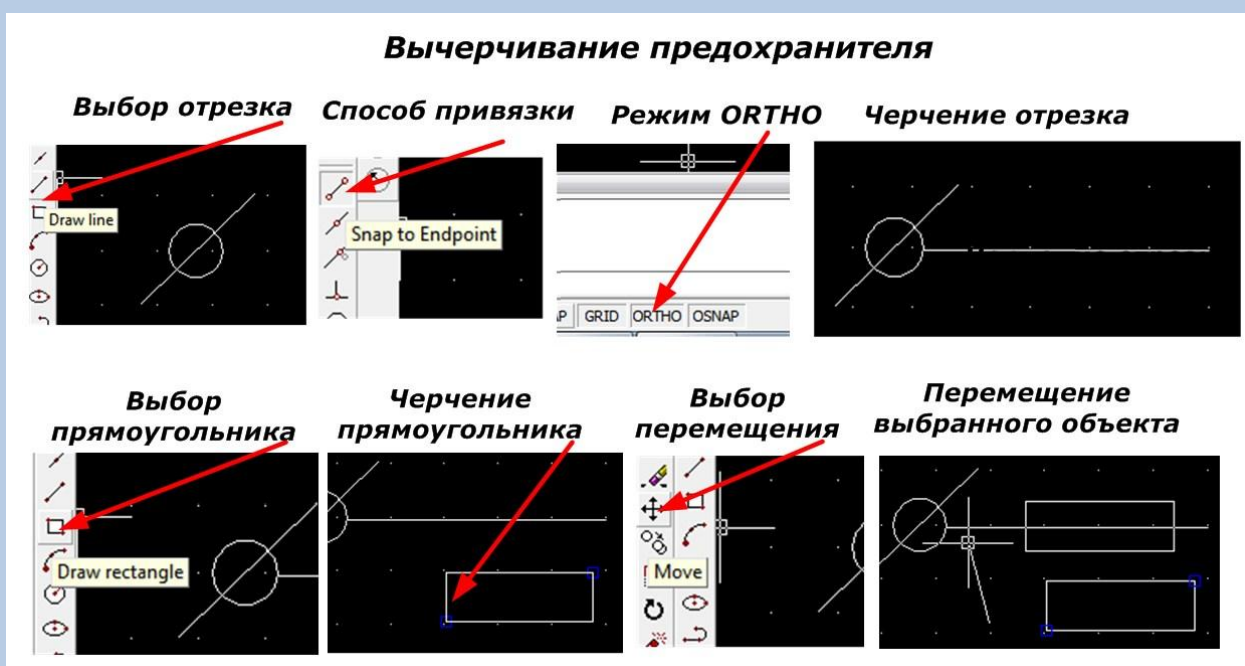 Вычерчивание предохранителя
Выбор отрезка
Способ привязки
Режим ORTHO
Черчение отрезка
Draw line
Snap to Endpoint
GRID ORTHO OSNAP
Выбор
прямоугольника
Черчение
прямоугольника
Выбор
перемещения
Перемещение
выбранного объекта
Draw rectangle
Move